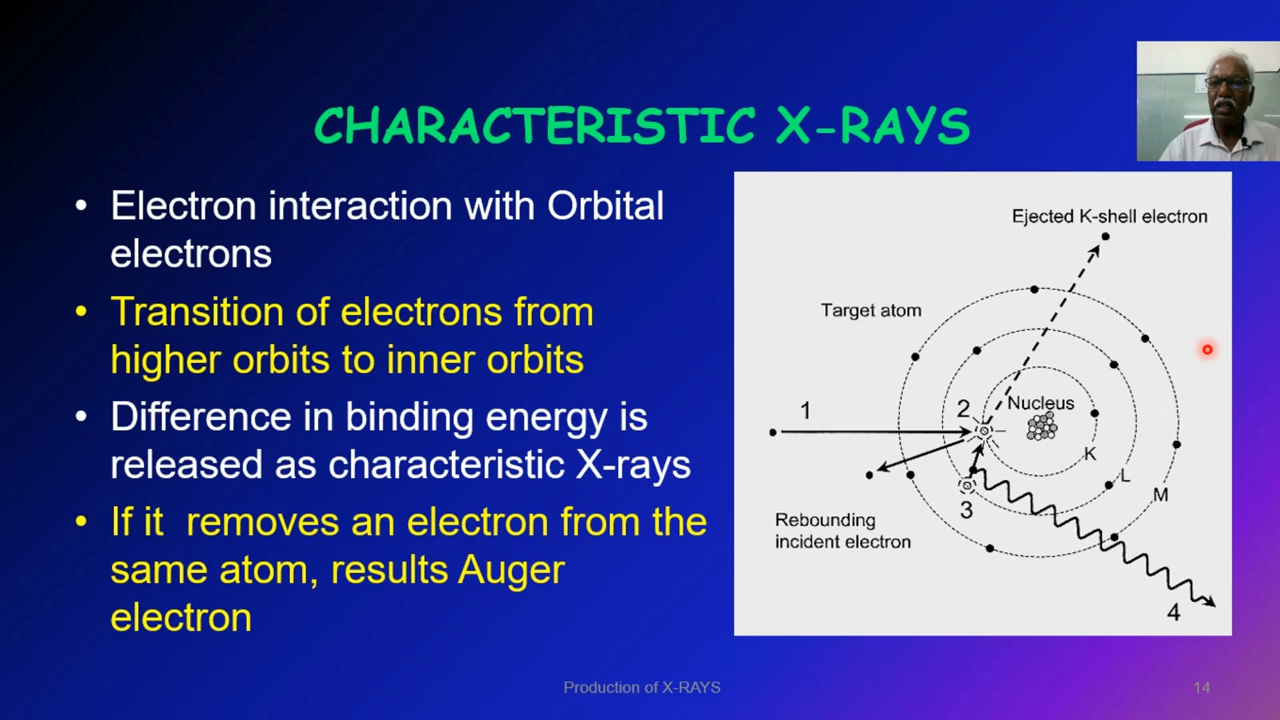 CHARACTERISTIC X-RAYS
• Electron interaction with Orbital
electrons
• Transition of electrons from
higher orbits to inner orbits
• Difference in binding energy is
released as characteristic X-rays
• If it removes an electron from the
same atom, results Auger
electron
Ejected K-shell electron
Target atom
1
2
Nucleus
K
L
M
3
Rebounding
incident electron
4
Production of X-RAYS
14